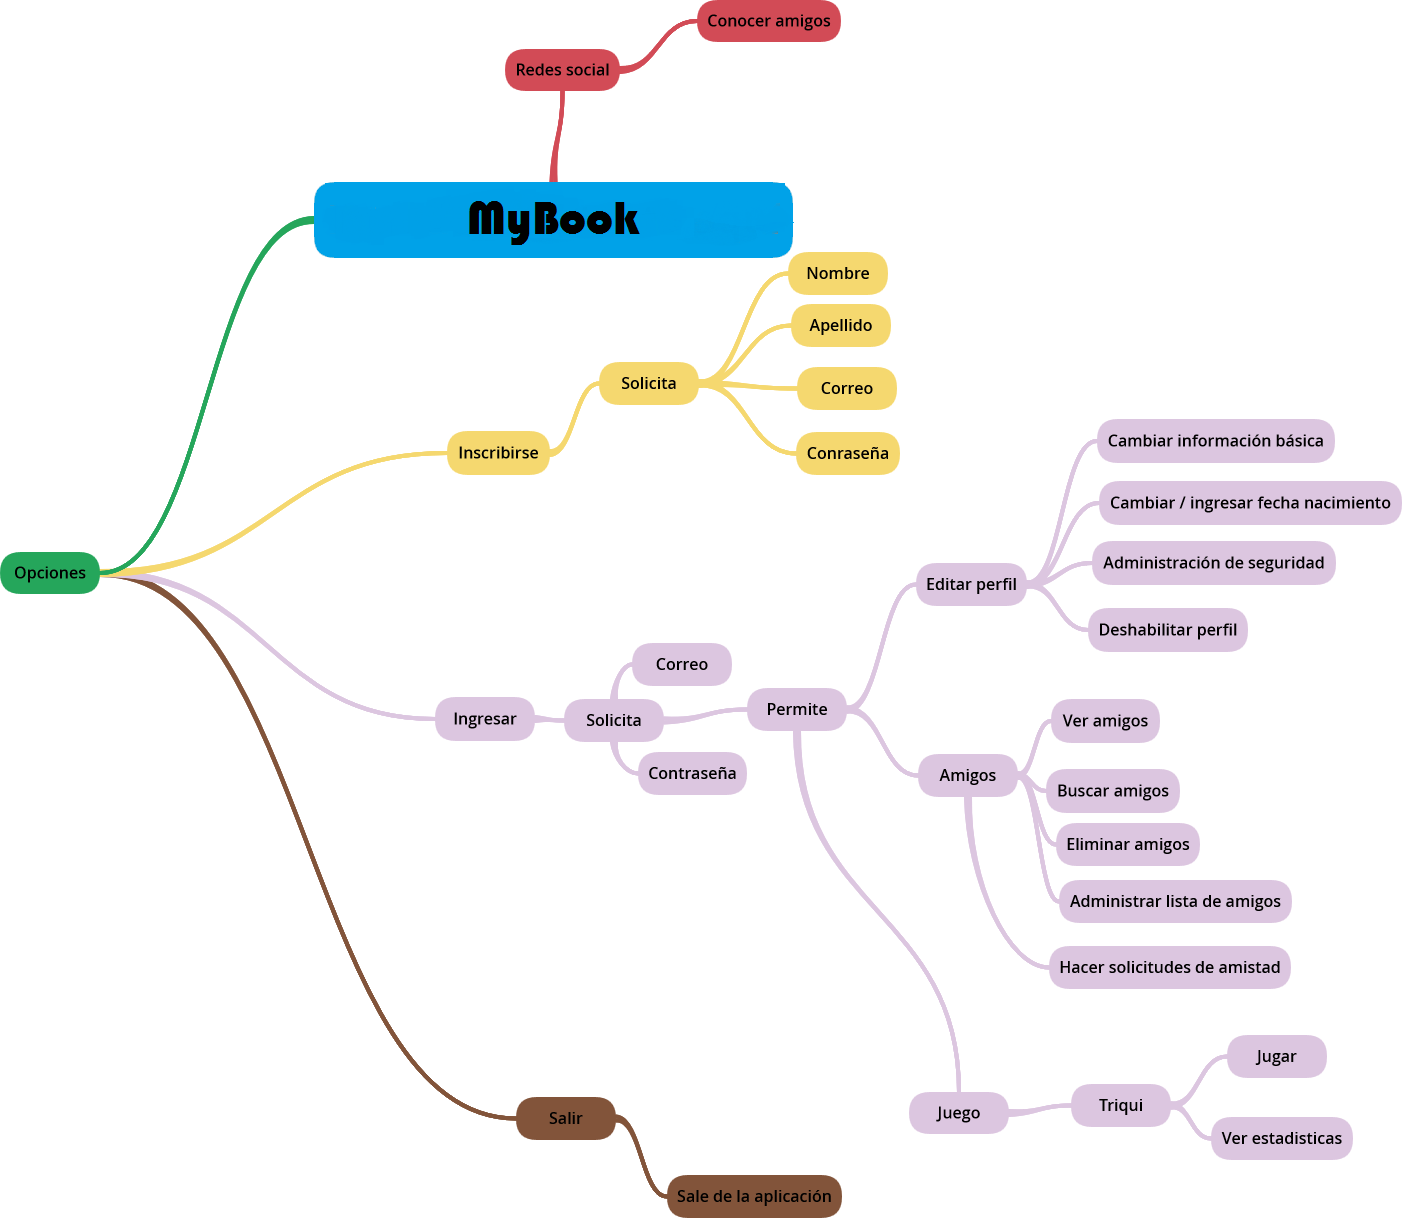 Conocer amigos
Redes social
MyBook
Nombre
Apellido
Solicita
Correo
Inscribirse
Conraseña
Opciones
Cambiar información básica
Cambiar / ingresar fecha nacimiento
Administración de seguridad
Editar perfil
Deshabilitar perfil
Correo
Ingresar
Solicita
Permite
Contraseña
Ver amigos
Amigos
Buscar amigos
Eliminar amigos
Administrar lista de amigos
Hacer solicitudes de amistad
Jugar
Juego
Triqui
Ver estadisticas
Salir
Sale de la aplicación